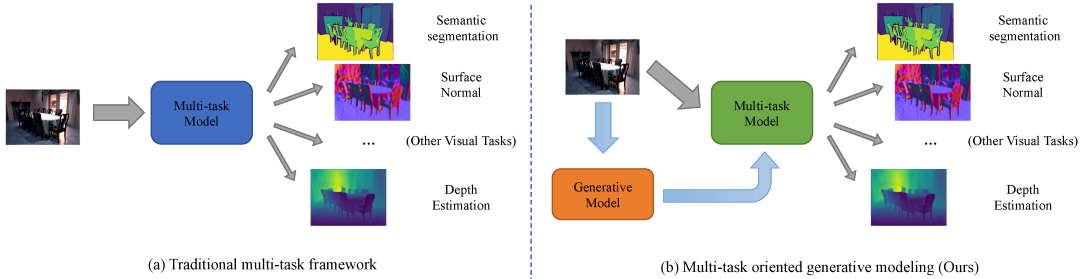 Semantic
segmentation
Multi-task
Model
Surface
Normal
...
(Other Visual Tasks)
Depth
Estimation
(a) Traditional multi-task framework
Semantic
segmentation
Multi-task
Model
Surface
Normal
...
(Other Visual Tasks)
Generative
Model
Depth
Estimation
(b) Multi-task oriented generative modeling (Ours)